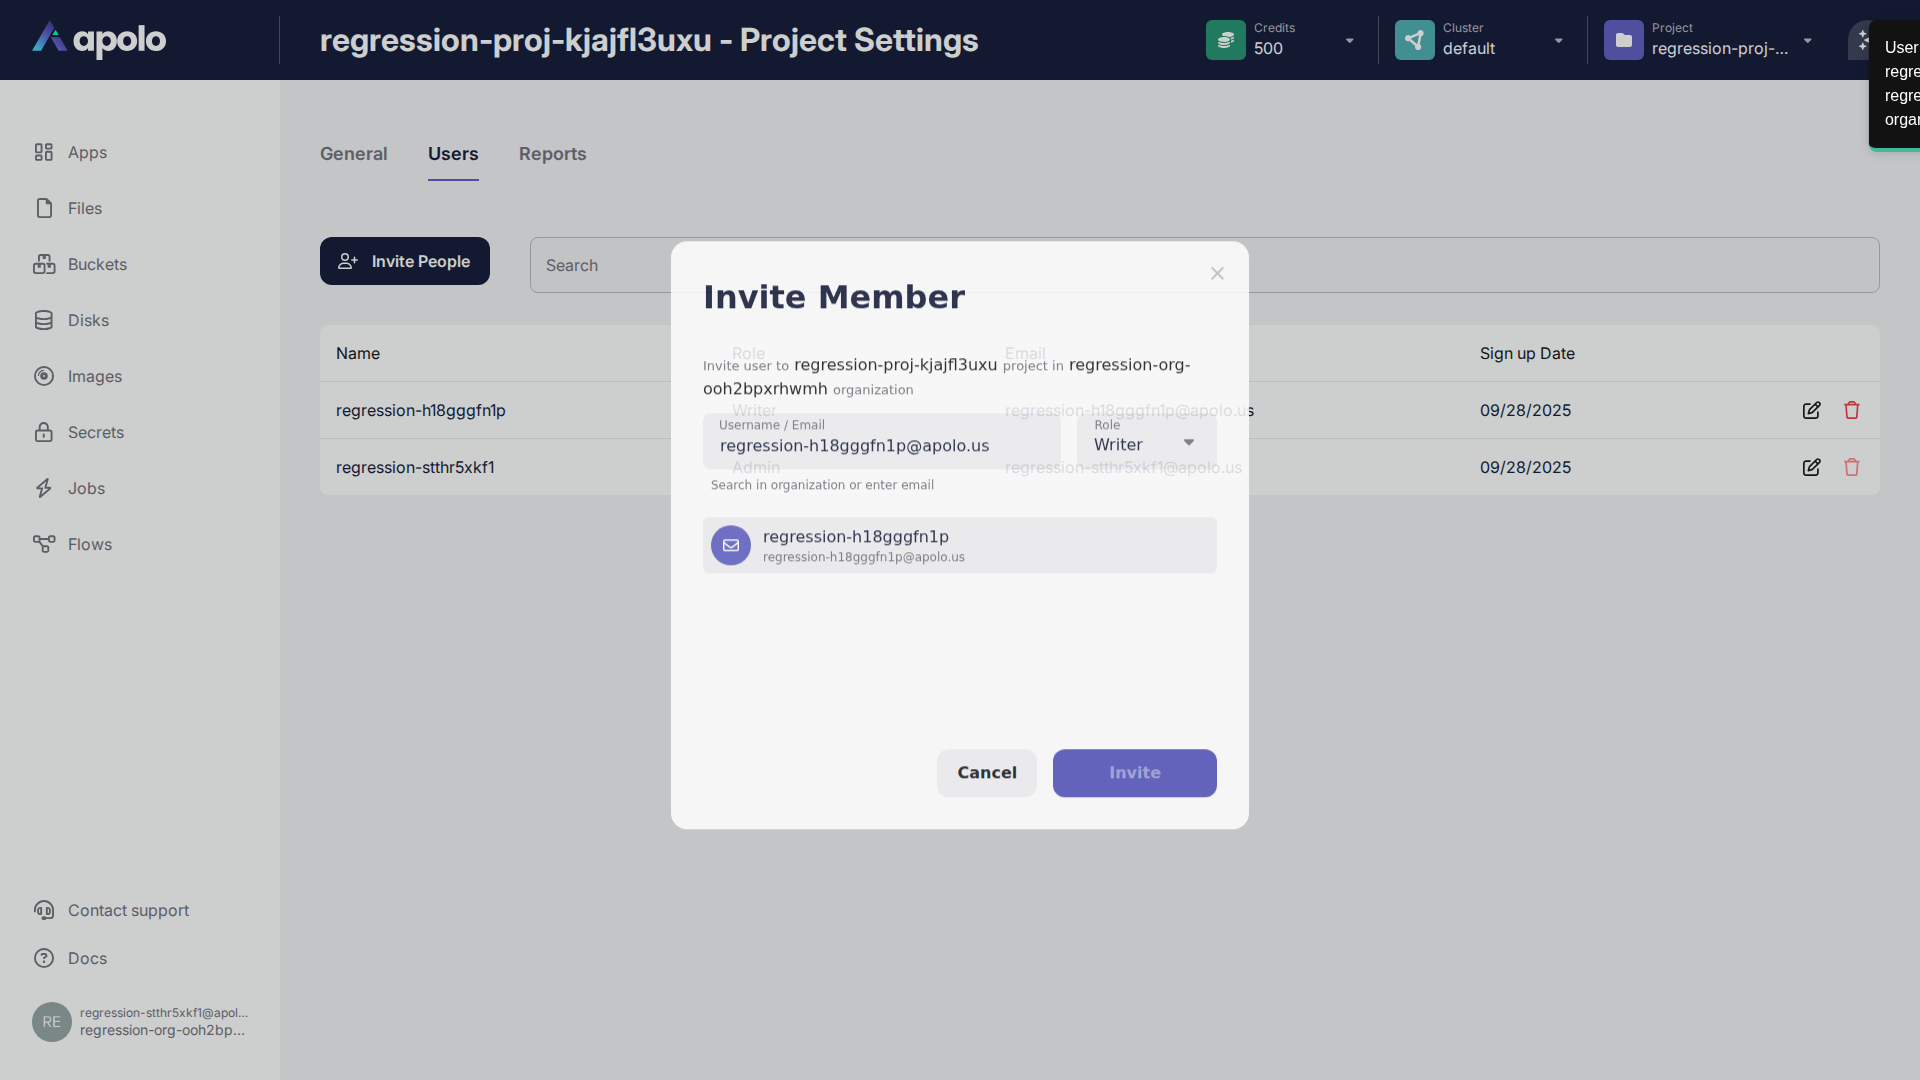 apolo
regression-proj-kjajfl3uxu - Project Settings
Credits
500
Cluster
default
Project
regression-proj-...
User
regre
regre
organ
Apps
Files
Buckets
Disks
Images
Secrets
Jobs
Flows
Contact support
Docs
RE
regression-stthr5xkf1@apol...
regression-org-ooh2bp...
General
Users
Reports
Invite People
Search
Name
Role
Email
Sign up Date
regression-h18gggfn1p
Writer
regression-h18gggfn1p@apolo.us
09/28/2025
regression-stthr5xkf1
Admin
regression-stthr5xkf1@apolo.us
09/28/2025
Invite Member
Invite user to regression-proj-kjajfl3uxu project in regression-org-
ooh2bpxrhwmh organization
Username / Email
regression-h18gggfn1p@apolo.us
Role
Writer
Search in organization or enter email
regression-h18gggfn1p
regression-h18gggfn1p@apolo.us
Cancel
Invite